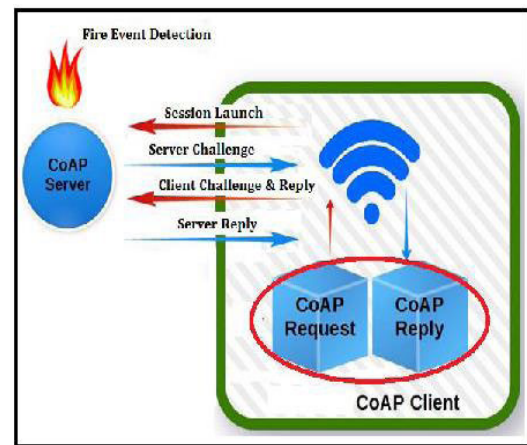 Fire Event Detection
Session Launch
Server Challenge
Client Challenge & Reply
Server Reply
CoAP
Server
CoAP
Request
CoAP
Reply
CoAP Client